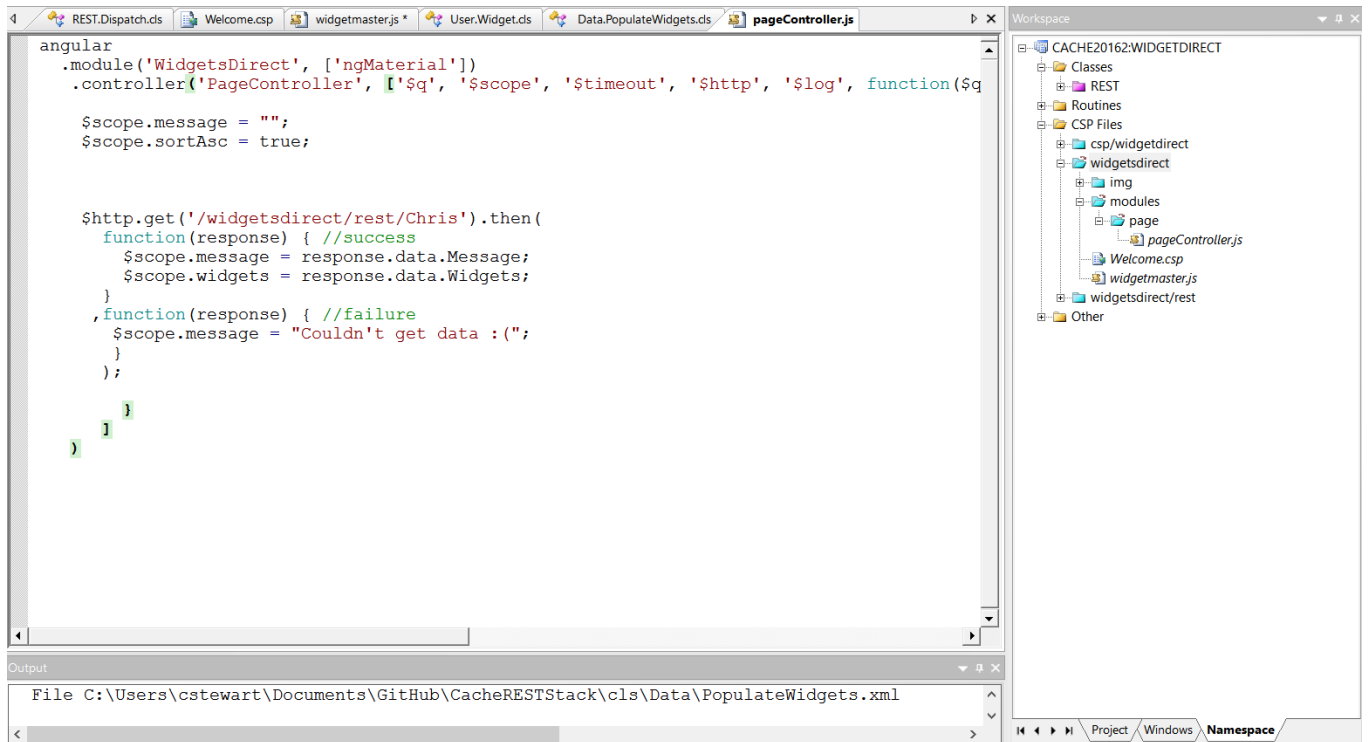 REST.Dispatch.cls Welcome.csp widgetmaster.js * User.Widget.cls Data.PopulateWidgets.cls pageController.js
angular
.module('WidgetsDirect', ['ngMaterial'])
.controller('PageController', ['$q', '$scope', '$timeout', '$http', '$log', function($q
$scope.message = "";
$scope.sortAsc = true;
$http.get('/widgetsdirect/rest/Chris').then(
function(response) { //success
$scope.message = response.data.Message;
$scope.widgets = response.data.Widgets;
}
,function(response) { //failure
$scope.message = "Couldn't get data :(";
}
);
}
]
)
Output
File C:\Users\cstewart\Documents\GitHub\CacheRESTStack\cls\Data\PopulateWidgets.xml
Workspace
CACHE20162:WIDGETDIRECT
Classes
REST
Routines
CSP Files
csp/widgetdirect
widgetsdirect
img
modules
page
pageController.js
Welcome.csp
widgetmaster.js
widgetsdirect/rest
Other
Project Windows Namespace